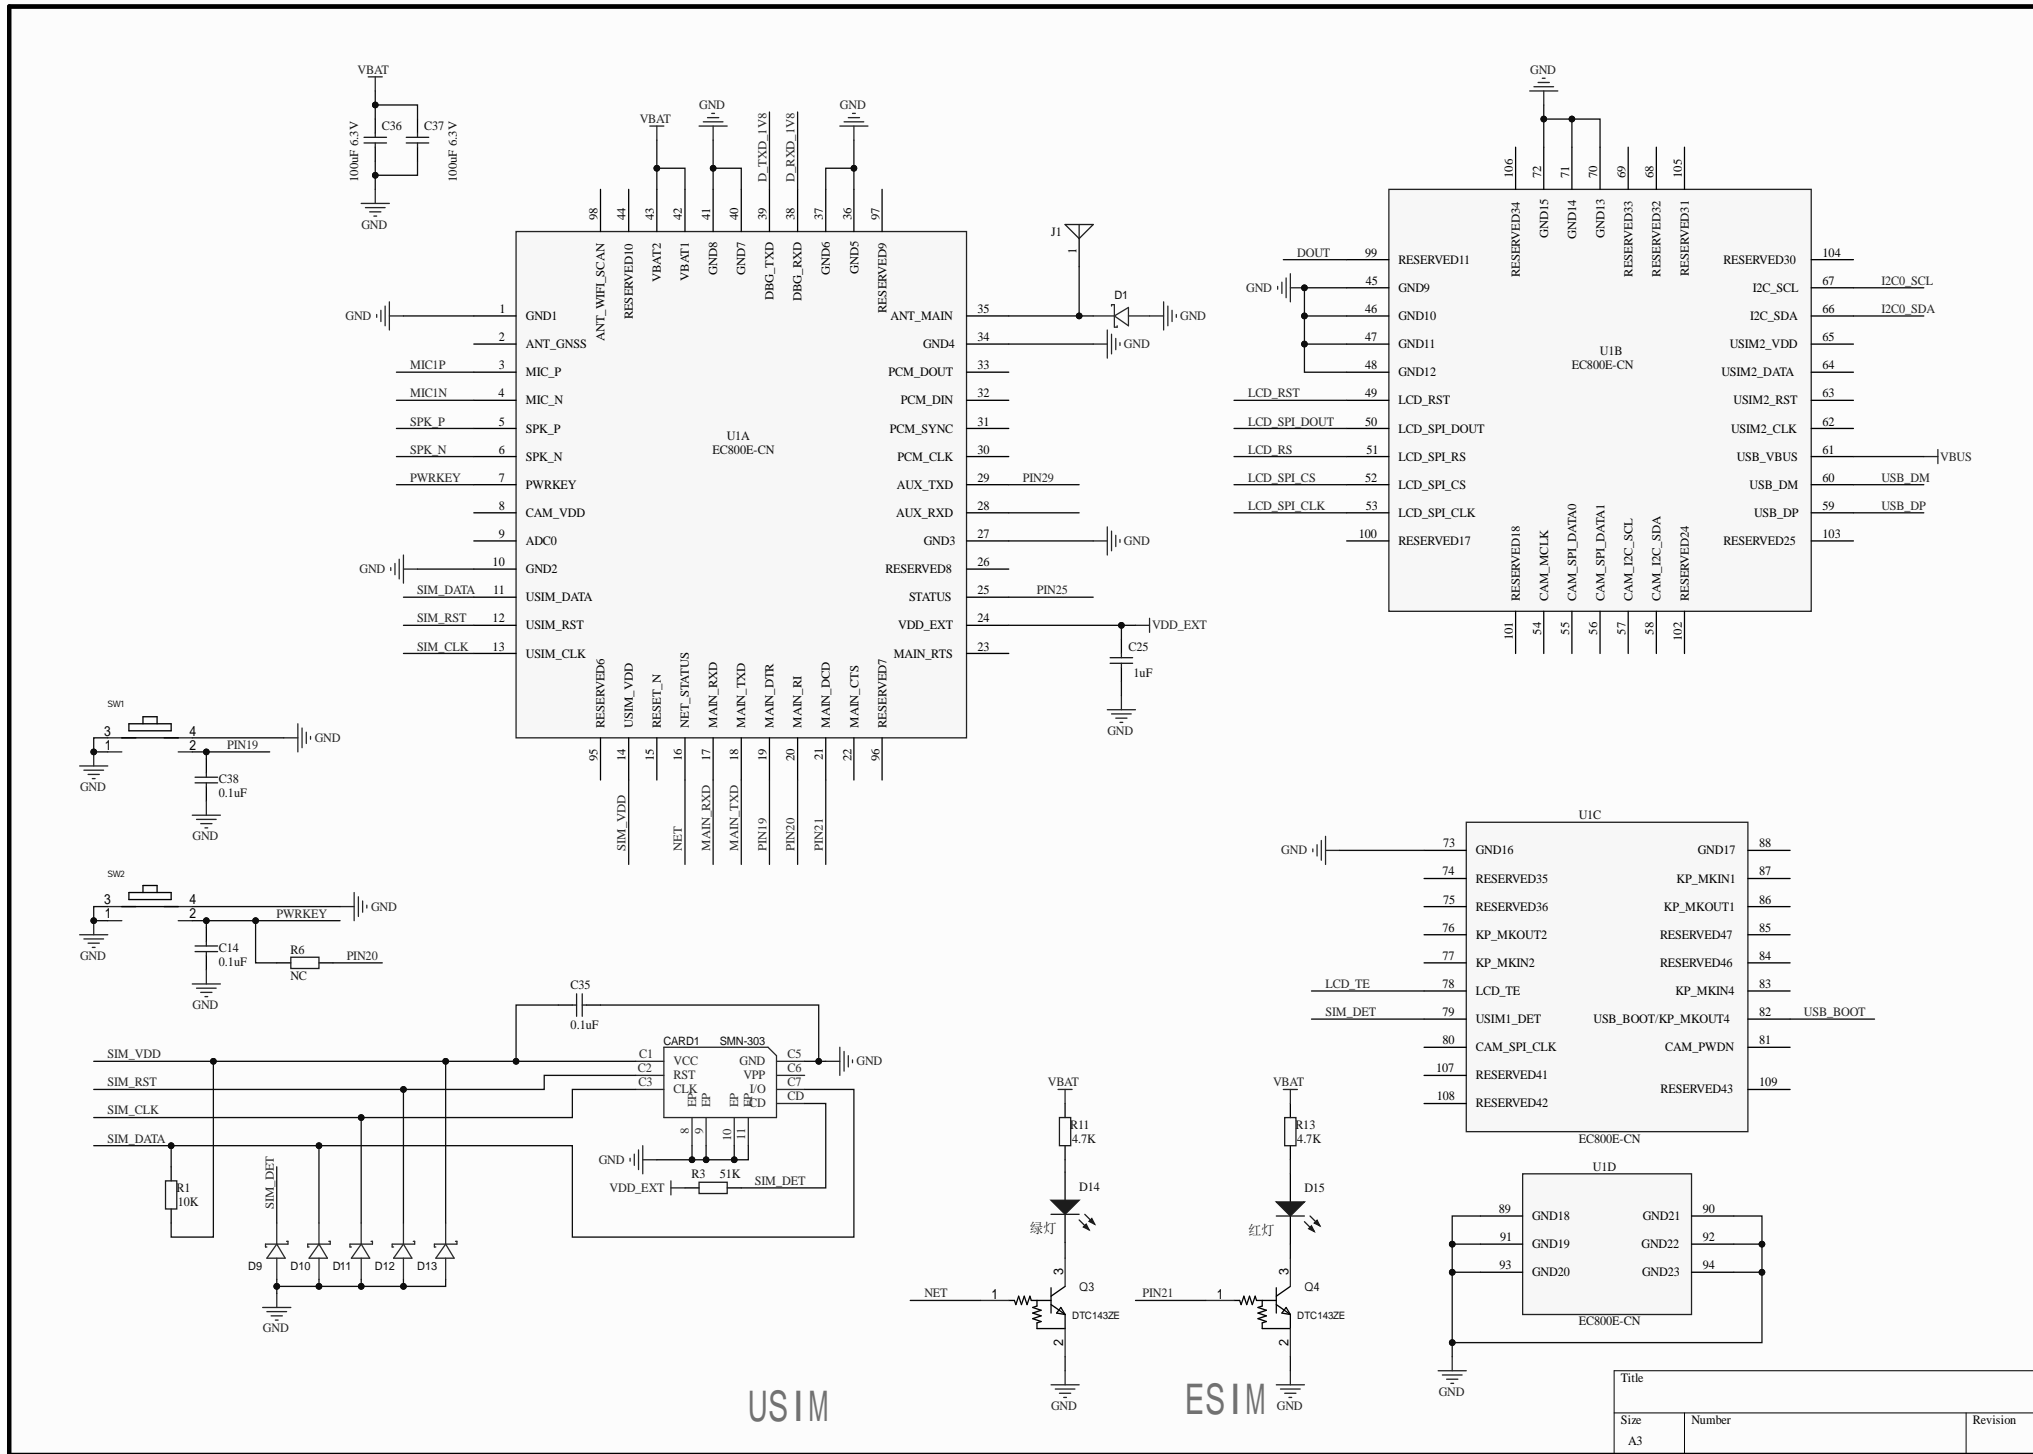 VBAT
C36
C37
100uF 6.3V
100uF 6.3V
GND
VBAT
GND
D_TXD_1V8
D_RXD_1V8
GND
98
44
43
42
41
40
39
38
37
36
97
ANT_WIFI_SCAN
RESERVED10
VBAT2
VBAT1
GND8
GND7
DBG_TXD
DBG_RXD
GND6
GND5
RESERVED9
GND 1 GND1
2 ANT_GNSS
MIC1P 3 MIC_P
MIC1N 4 MIC_N
SPK_P 5 SPK_P
SPK_N 6 SPK_N
PWRKEY 7 PWRKEY
8 CAM_VDD
9 ADC0
GND 10 GND2
SIM_DATA 11 USIM_DATA
SIM_RST 12 USIM_RST
SIM_CLK 13 USIM_CLK
U1A
EC800E-CN
J1
1
D1
ANT_MAIN 35 GND
GND4 34 GND
PCM_DOUT 33
PCM_DIN 32
PCM_SYNC 31
PCM_CLK 30
AUX_TXD 29 PIN29
AUX_RXD 28
GND3 27 GND
RESERVED8 26
STATUS 25 PIN25
VDD_EXT 24 VDD_EXT
MAIN_RTS 23
C25
1uF
GND
RESERVED6
USIM_VDD
RESET_N
NET_STATUS
MAIN_RXD
MAIN_TXD
MAIN_DTR
MAIN_RI
MAIN_DCD
MAIN_CTS
RESERVED7
95
14
15
16
17
18
19
20
21
22
96
SIM_VDD
NET
MAIN_RXD
MAIN_TXD
PIN19
PIN20
PIN21
GND
106
72
71
70
69
68
105
RESERVED34
GND15
GND14
GND13
RESERVED33
RESERVED32
RESERVED31
DOUT 99 RESERVED11
GND 45 GND9
46 GND10
47 GND11
48 GND12
LCD_RST 49 LCD_RST
LCD_SPI_DOUT 50 LCD_SPI_DOUT
LCD_RS 51 LCD_SPI_RS
LCD_SPI_CS 52 LCD_SPI_CS
LCD_SPI_CLK 53 LCD_SPI_CLK
100 RESERVED17
U1B
EC800E-CN
RESERVED30 104
I2C_SCL 67 I2C0_SCL
I2C_SDA 66 I2C0_SDA
USIM2_VDD 65
USIM2_DATA 64
USIM2_RST 63
USIM2_CLK 62
USB_VBUS 61 VBUS
USB_DM 60 USB_DM
USB_DP 59 USB_DP
RESERVED25 103
RESERVED18
CAM_MCLK
CAM_SPI_DATA0
CAM_SPI_DATA1
CAM_I2C_SCL
CAM_I2C_SDA
RESERVED24
101
54
55
56
57
58
102
SW1
3 4 GND
1 2 PIN19
GND
C38
0.1uF
GND
SW2
3 4 GND
1 2 PWRKEY
GND
C14
0.1uF
GND
R6
NC
PIN20
C35
0.1uF
CARD1 SMN-303
SIM_VDD C1 VCC GND C5 GND
SIM_RST C2 RST VPP C6
SIM_CLK C3 CLK I/O C7
CD CD
EP EP EP EP
8 9 10 11
SIM_DATA
GND
R3 51K
VDD_EXT SIM_DET
R1
10K
SIM_DET
D9 D10 D11 D12 D13
GND
VBAT
R11
4.7K
D14
绿灯
3
Q3
NET 1
DTC143ZE
2
GND
VBAT
R13
4.7K
D15
红灯
3
Q4
PIN21 1
DTC143ZE
2
GND
USIM
ESIM
U1C
GND 73 GND16
74 RESERVED35
75 RESERVED36
76 KP_MKOUT2
77 KP_MKIN2
LCD_TE 78 LCD_TE
SIM_DET 79 USIM1_DET
80 CAM_SPI_CLK
107 RESERVED41
108 RESERVED42
GND17 88
KP_MKIN1 87
KP_MKOUT1 86
RESERVED47 85
RESERVED46 84
KP_MKIN4 83
USB_BOOT/KP_MKOUT4 82 USB_BOOT
CAM_PWDN 81
RESERVED43 109
EC800E-CN
U1D
89 GND18 GND21 90
91 GND19 GND22 92
93 GND20 GND23 94
EC800E-CN
GND
Title
Size Number Revision
A3